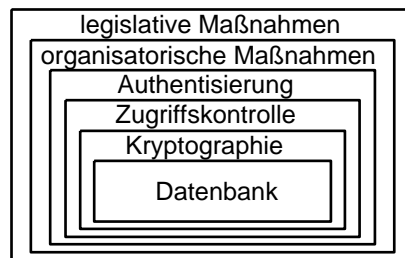 legislative Maßnahmen
organisatorische Maßnahmen
Authentisierung
Zugriffskontrolle
Kryptographie
Datenbank